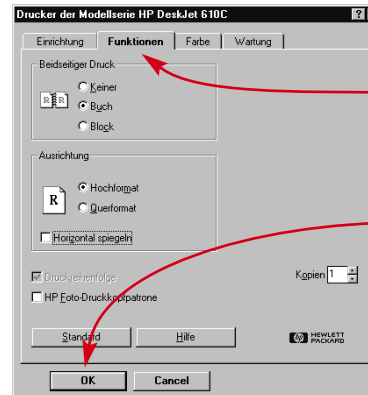 Drucker der Modellserie HP DeskJet 610C
Einrichtung Funktionen Farbe Wartung
Beidseitiger Druck
Keiner
Buch
Block
Ausrichtung
R
Hochformat
Querformat
Horizontal spiegeln
Druckreihenfolge
Kopien 1
HP Foto-Druckkopfpatrone
Standard Hilfe
HEWLETT
PACKARD
OK Cancel